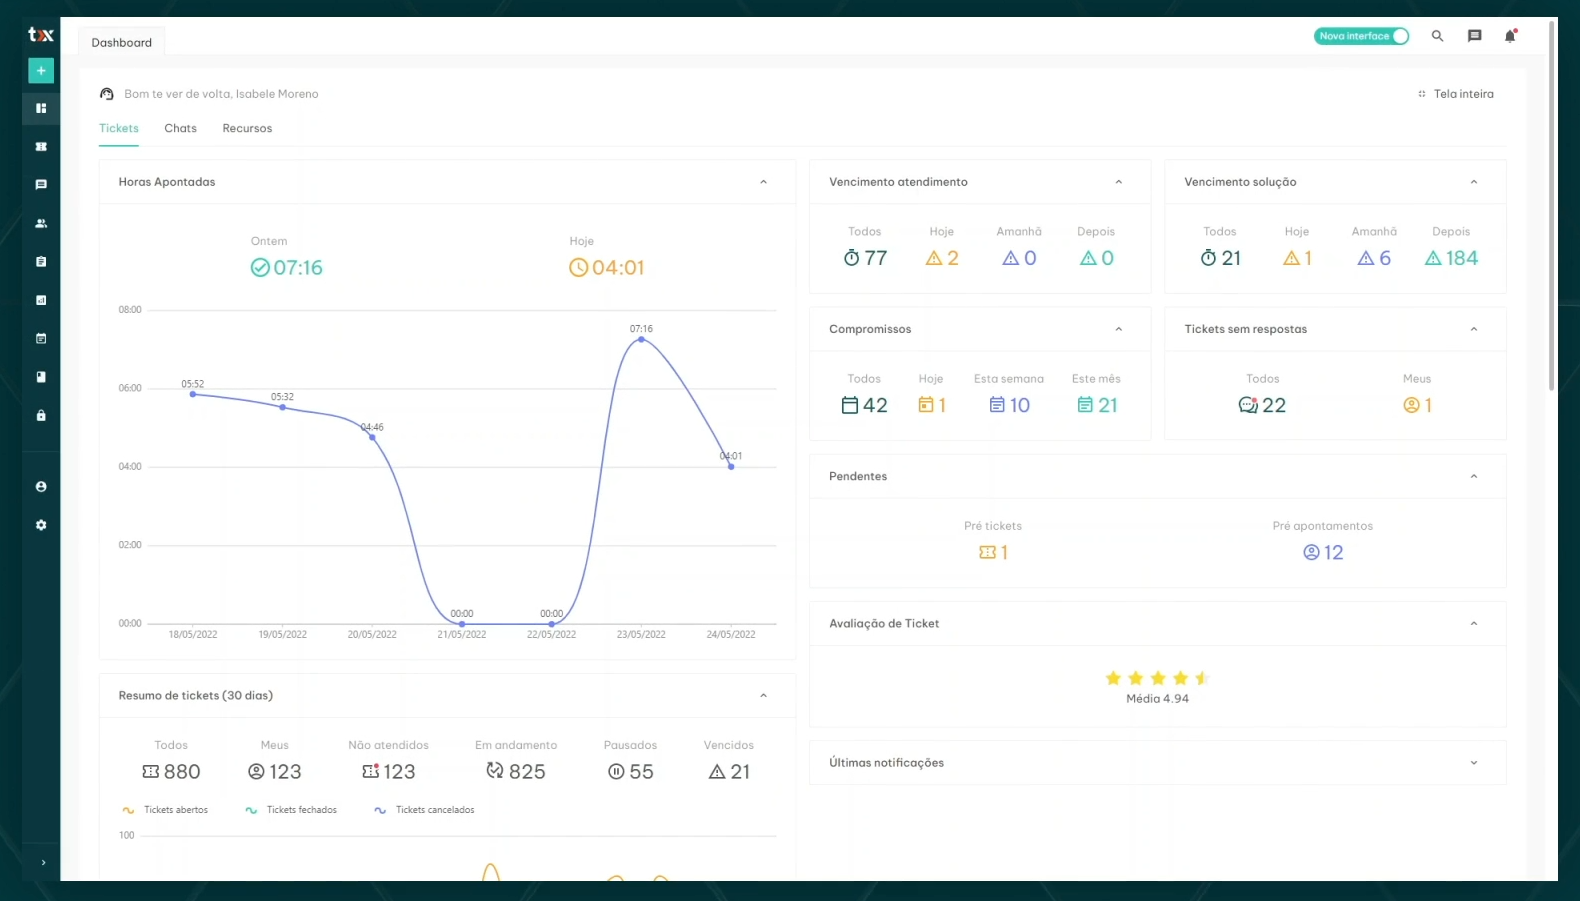 tix
Dashboard
Nova interface
Bom te ver de volta, Isabele Moreno
Tela inteira
Tickets
Chats
Recursos
Horas Apontadas
Ontem
07:16
Hoje
04:01
08:00
06:00
04:00
02:00
00:00
05:52
05:32
04:46
00:00
00:00
07:16
04:01
18/05/2022
19/05/2022
20/05/2022
21/05/2022
22/05/2022
23/05/2022
24/05/2022
Resumo de tickets (30 dias)
Todos
880
Meus
123
Não atendidos
123
Em andamento
825
Pausados
55
Vencidos
21
Tickets abertos
Tickets fechados
Tickets cancelados
100
Vencimento atendimento
Todos
77
Hoje
2
Amanhã
0
Depois
0
Vencimento solução
Todos
21
Hoje
1
Amanhã
6
Depois
184
Compromissos
Todos
42
Hoje
1
Esta semana
10
Este mês
21
Tickets sem respostas
Todos
22
Meus
1
Pendentes
Pré tickets
1
Pré apontamentos
12
Avaliação de Ticket
Média 4.94
Últimas notificações